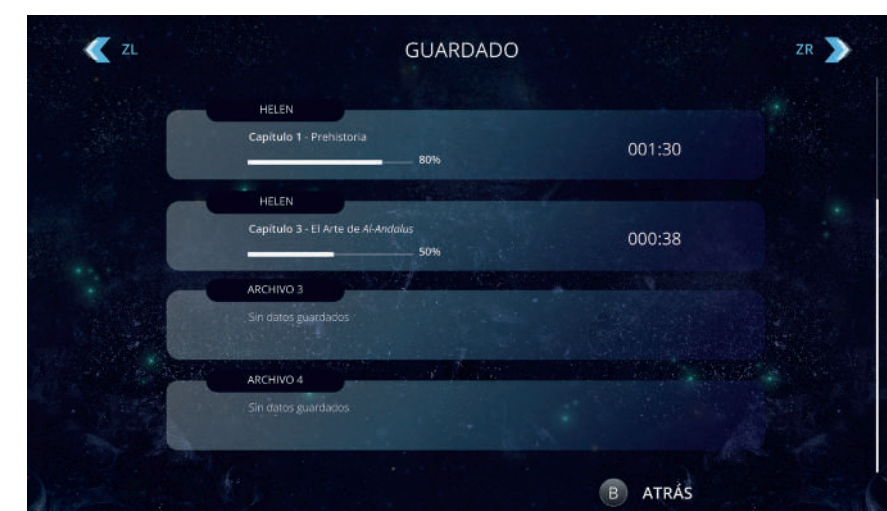 ZL
GUARDADO
ZR
HELEN
Capítulo 1 - Prehistoria
80%
001:30
HELEN
Capítulo 3 - El Arte de Al-Andalus
50%
000:38
ARCHIVO 3
Sin datos guardados
ARCHIVO 4
Sin datos guardados
B ATRÁS